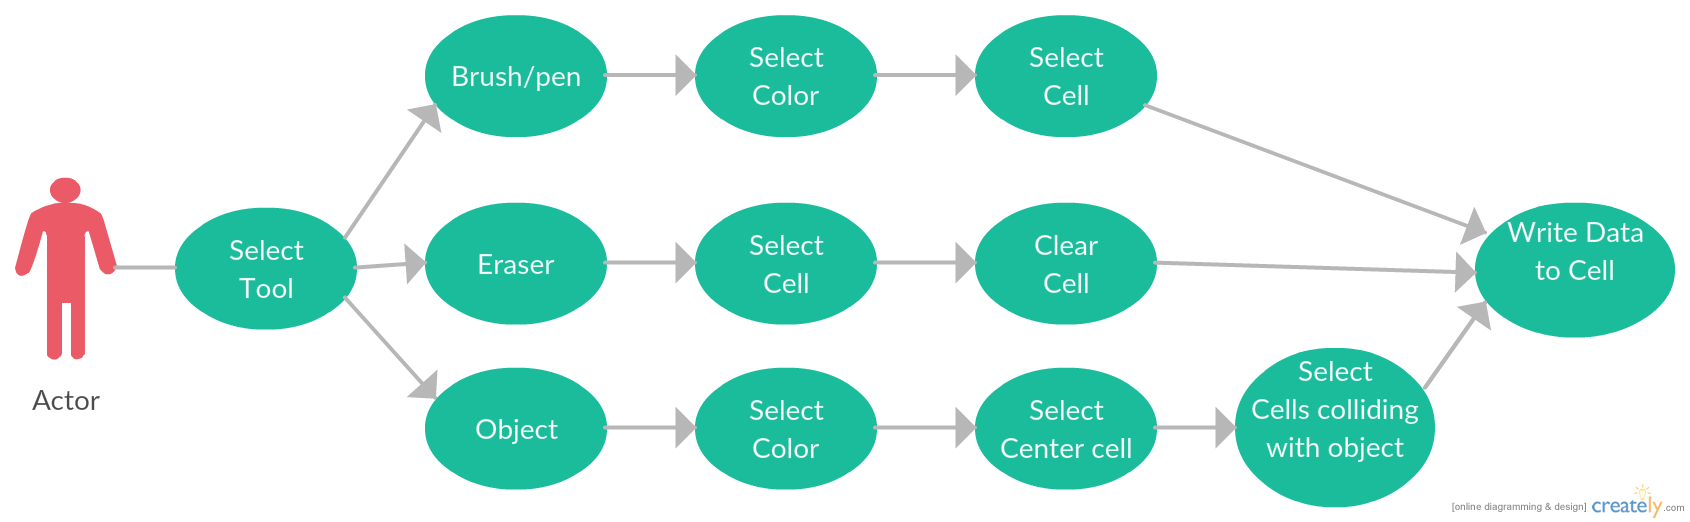 Brush/pen
Select
Color
Select
Cell
Actor
Select
Tool
Eraser
Select
Cell
Clear
Cell
Write Data
to Cell
Object
Select
Color
Select
Center cell
Select
Cells colliding
with object
[online diagramming & design] creately.com